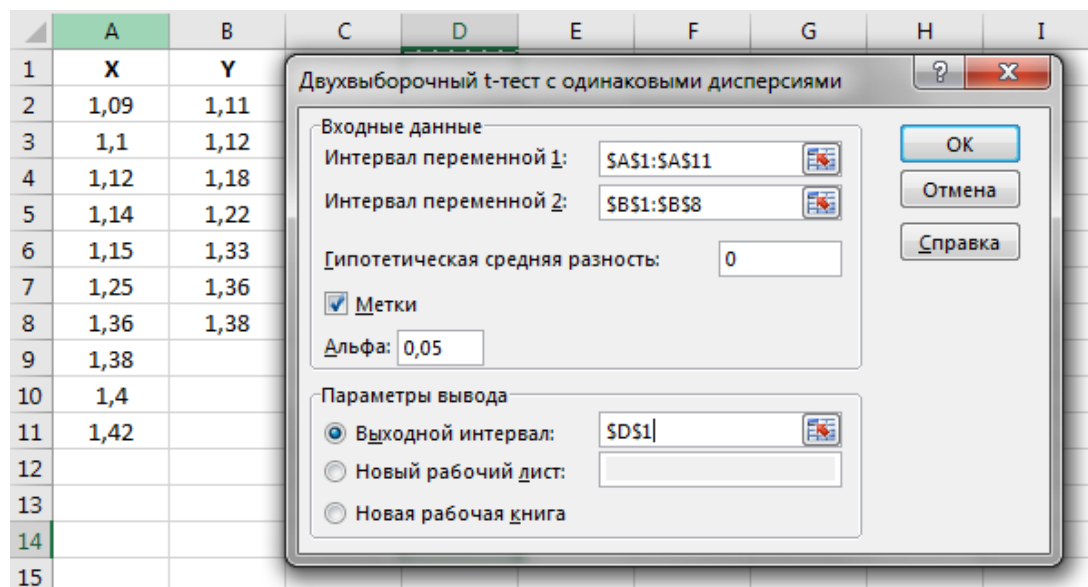 A B C D E F G H I
1 X Y
2 1,09 1,11
3 1,1 1,12
4 1,12 1,18
5 1,14 1,22
6 1,15 1,33
7 1,25 1,36
8 1,36 1,38
9 1,38
10 1,4
11 1,42
12
13
14
15
Двухвыборочный t-тест с одинаковыми дисперсиями ?
Входные данные
Интервал переменной 1: $A$1:$A$11
Интервал переменной 2: $B$1:$B$8
Гипотетическая средняя разность: 0
Метки
Альфа: 0,05
Параметры вывода
Выходной интервал: $D$1
Новый рабочий лист:
Новая рабочая книга
ОК
Отмена
Справка